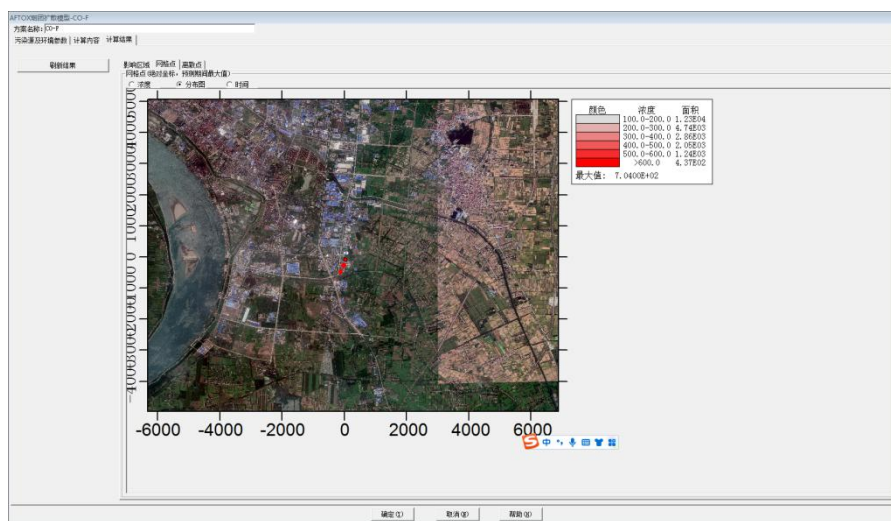 AFTOX烟团扩散模型-CO-F
方案名称: CO-F
污染源及环境参数 计算内容 计算结果
刷新结果
影响区域 网格点 离散点
网格点(绝对坐标,预测期间最大值)
浓度 分布图 时间
颜色 浓度 面积
100.0-200.0 1.23E04
200.0-300.0 4.74E03
300.0-400.0 2.86E03
400.0-500.0 2.05E03
500.0-600.0 1.24E03
>600.0 4.37E02
最大值: 7.0400E+02
-6000 -4000 -2000 0 2000 4000 6000
中
确定(I) 取消(X) 帮助(H)